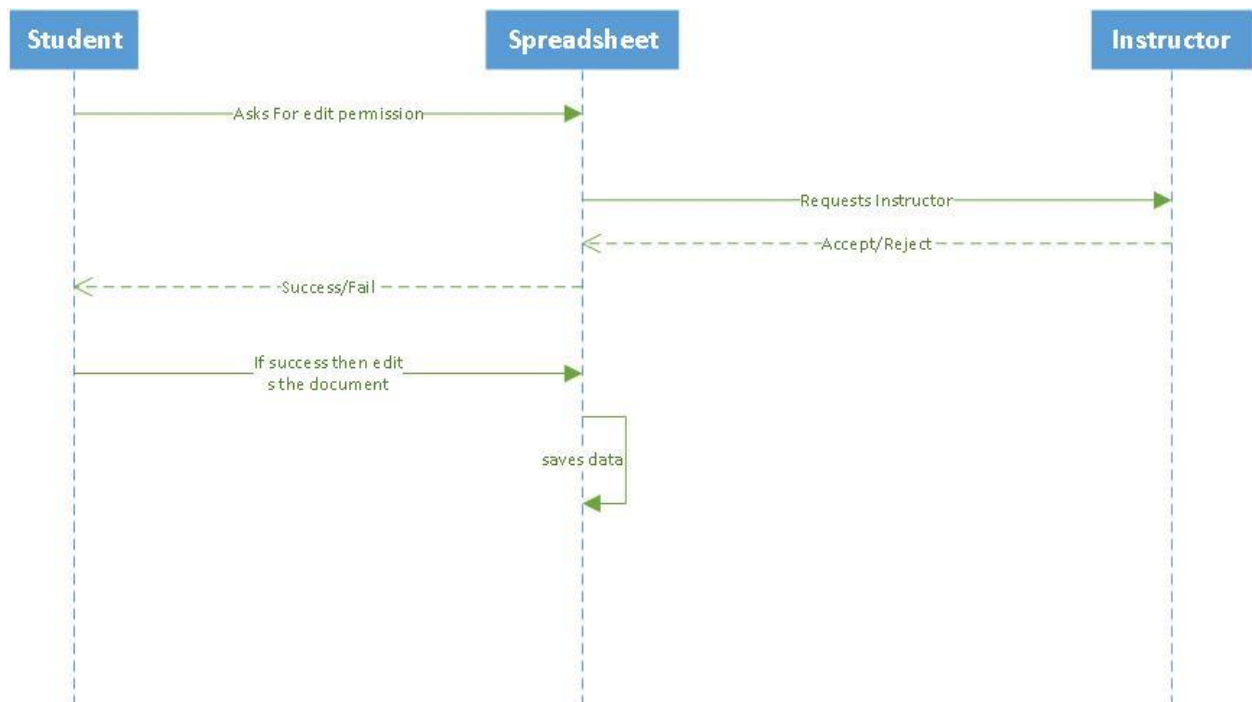 Student
Spreadsheet
Instructor
Asks For edit permission
Requests Instructor
Accept/Reject
Success/Fail
If success then edit
s the document
saves data